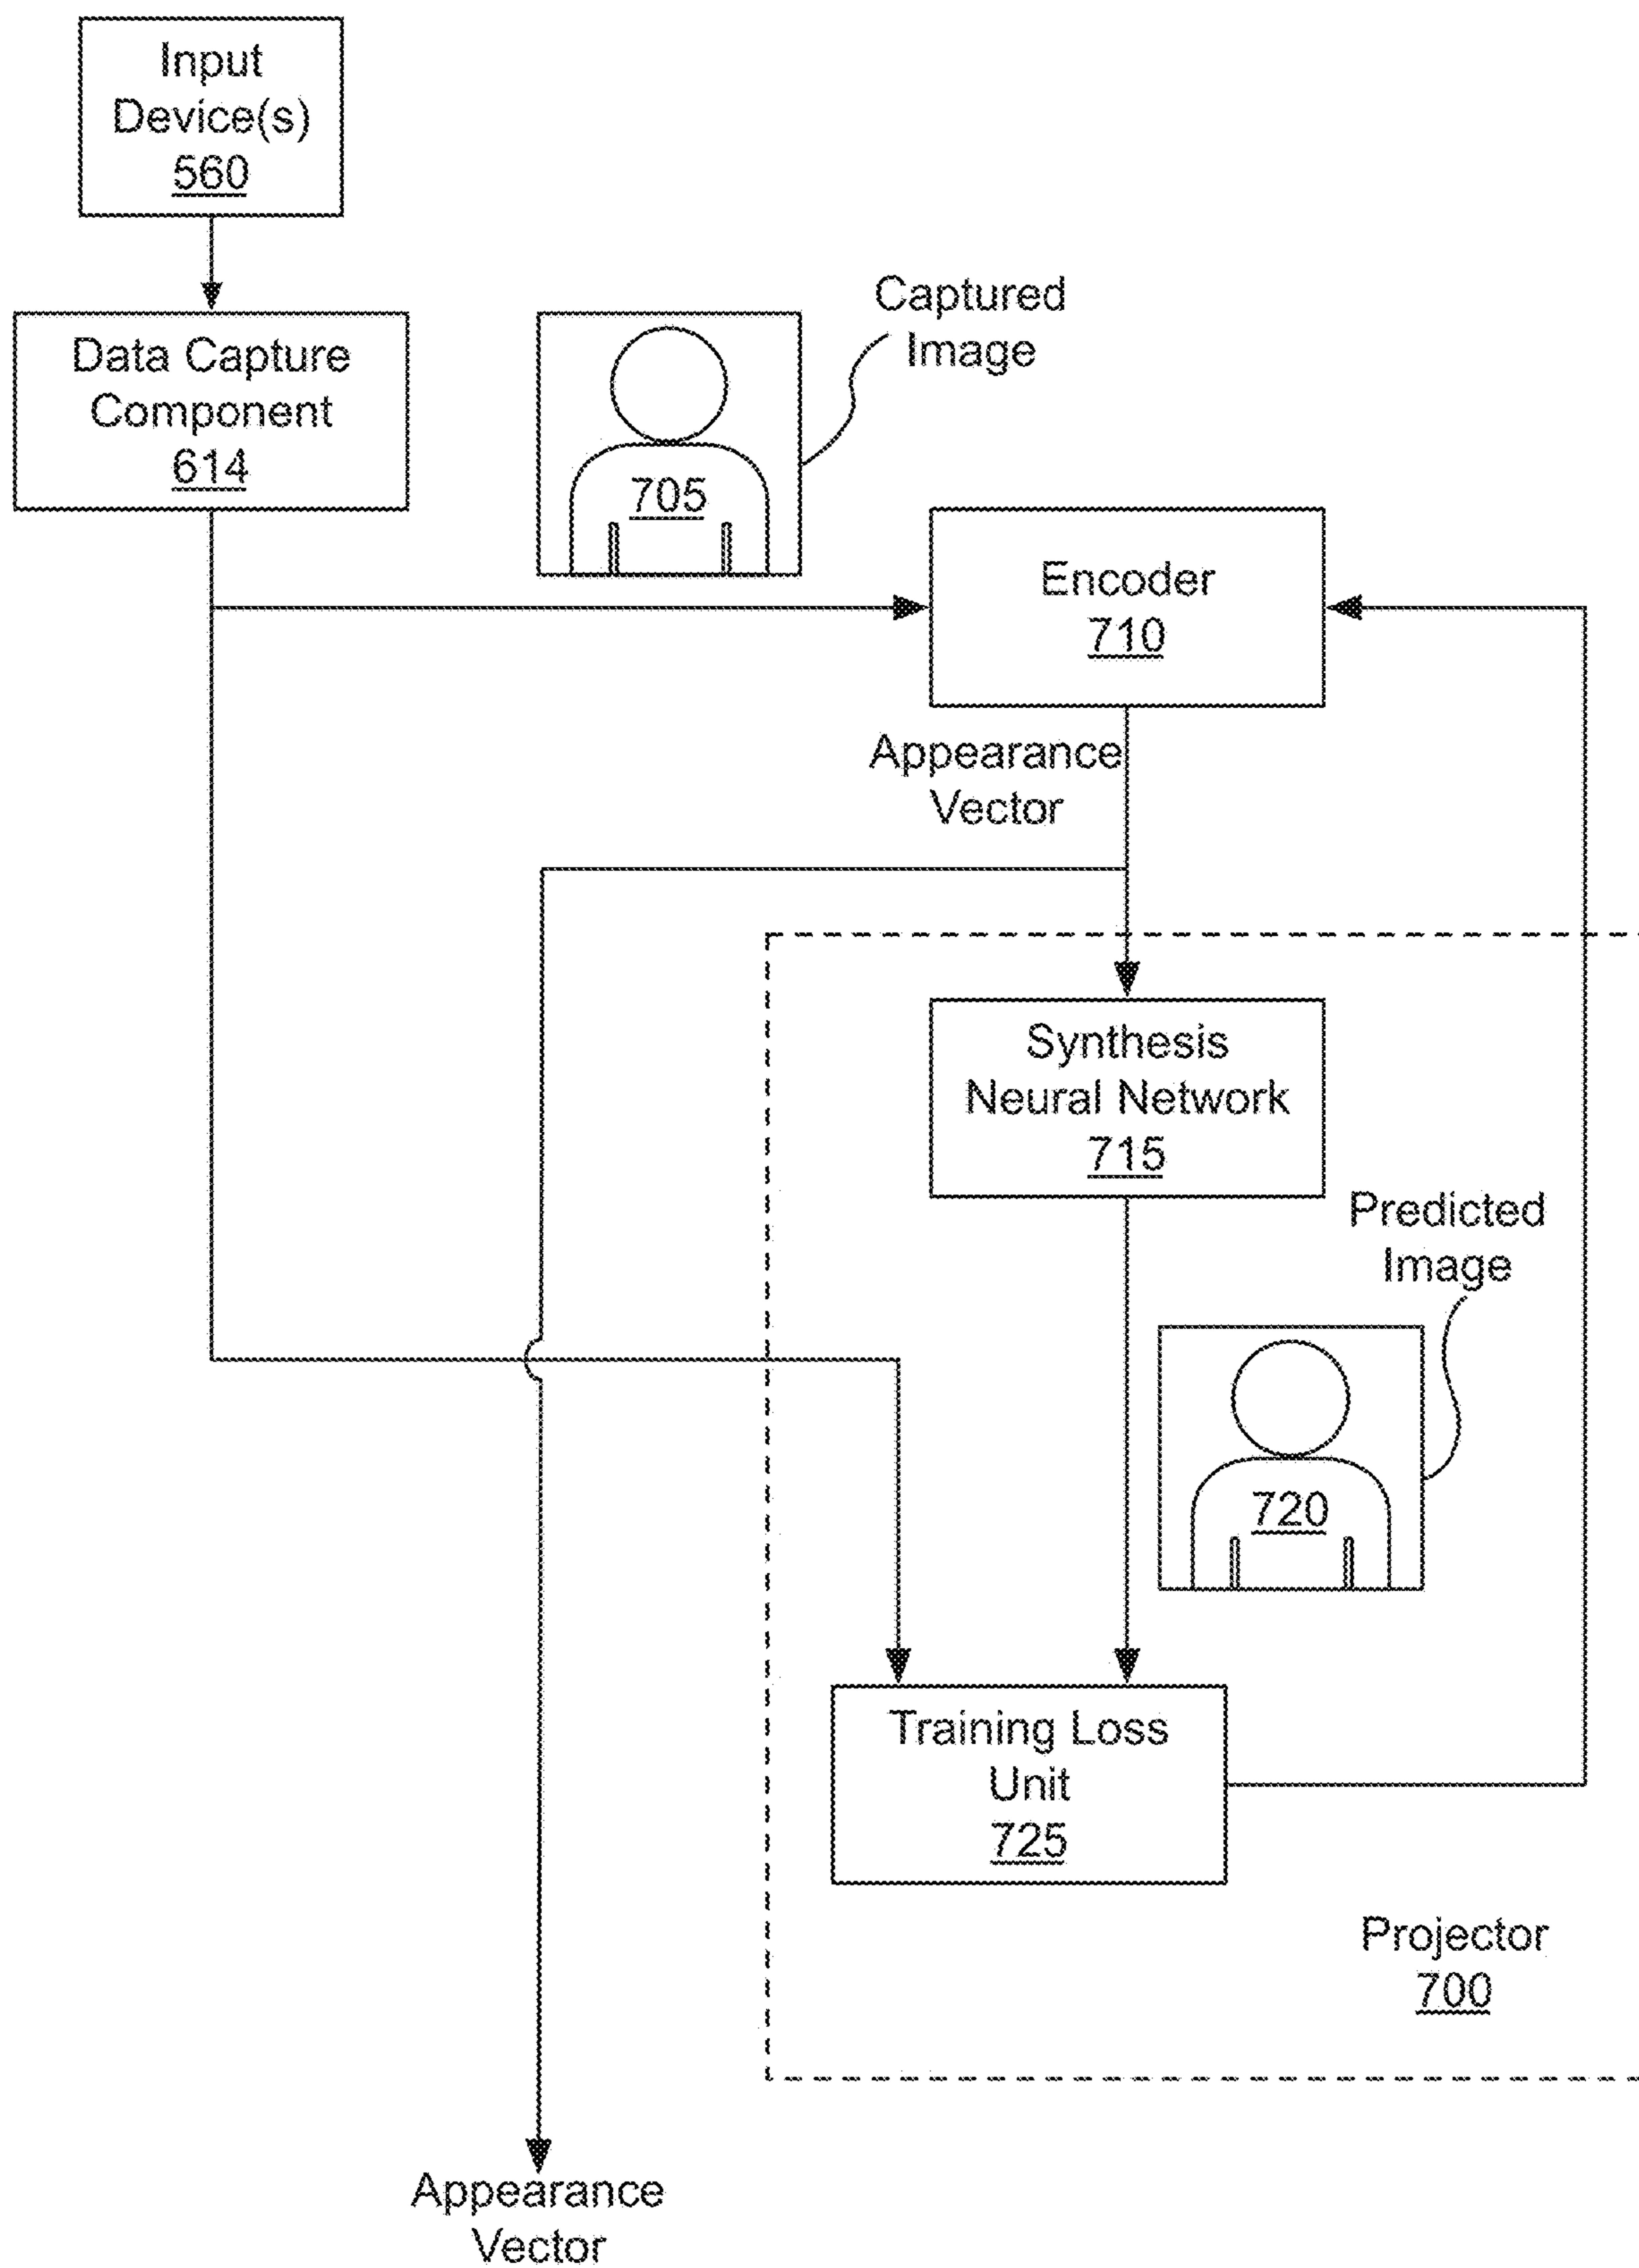 Input
Device(s)
560
Data Capture
Component
614
Captured
Image
705
Encoder
710
Appearance
Vector
Synthesis
Neural Network
715
Predicted
Image
720
Training Loss
Unit
725
Projector
700
Appearance
Vector